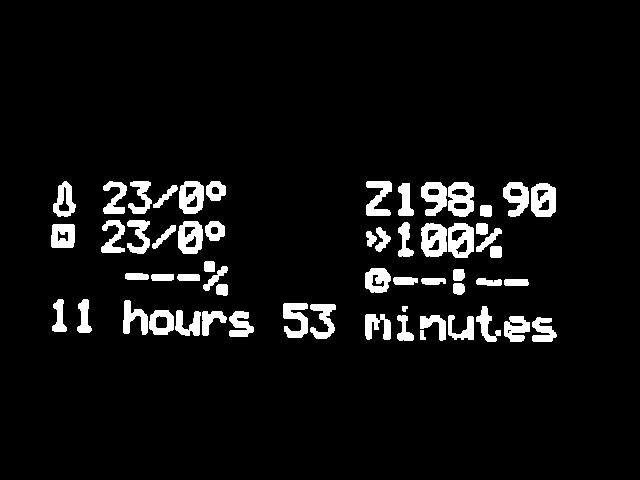 23/0° Z198.90
23/0° 100%
---% --:--
11 hours 53 minutes